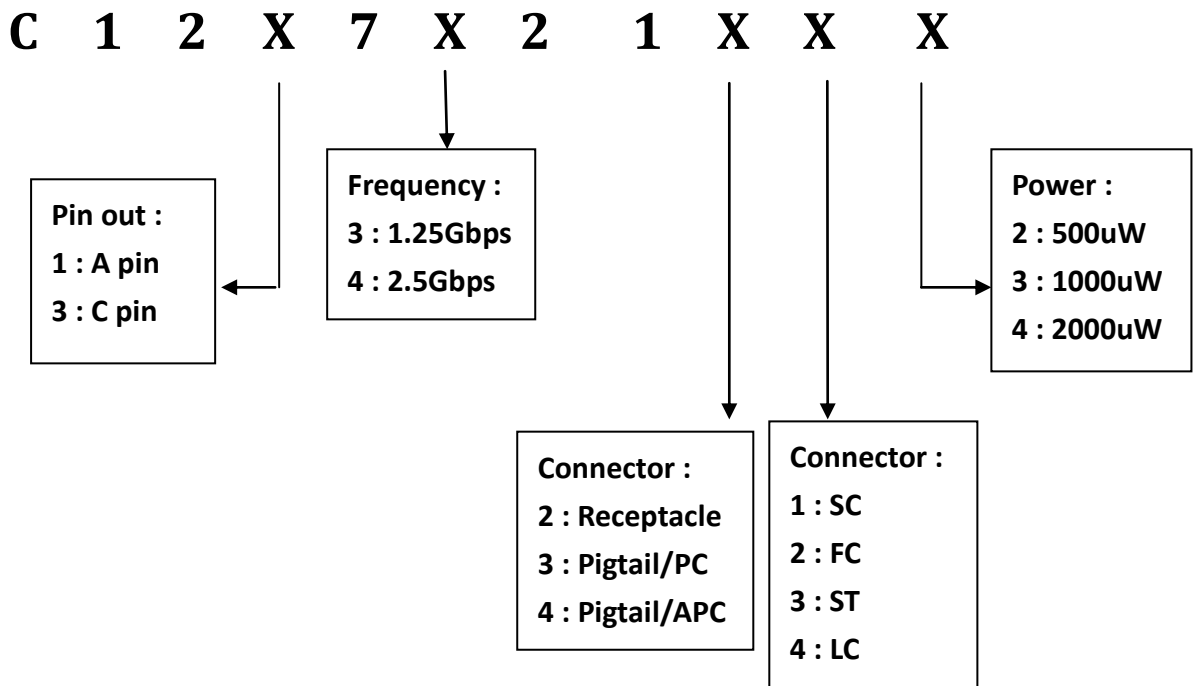 C 1 2 X 7 X 2 1 X X X
Pin out :
1 : A pin
3 : C pin
Frequency :
3 : 1.25Gbps
4 : 2.5Gbps
Power :
2 : 500uW
3 : 1000uW
4 : 2000uW
Connector :
2 : Receptacle
3 : Pigtail/PC
4 : Pigtail/APC
Connector :
1 : SC
2 : FC
3 : ST
4 : LC